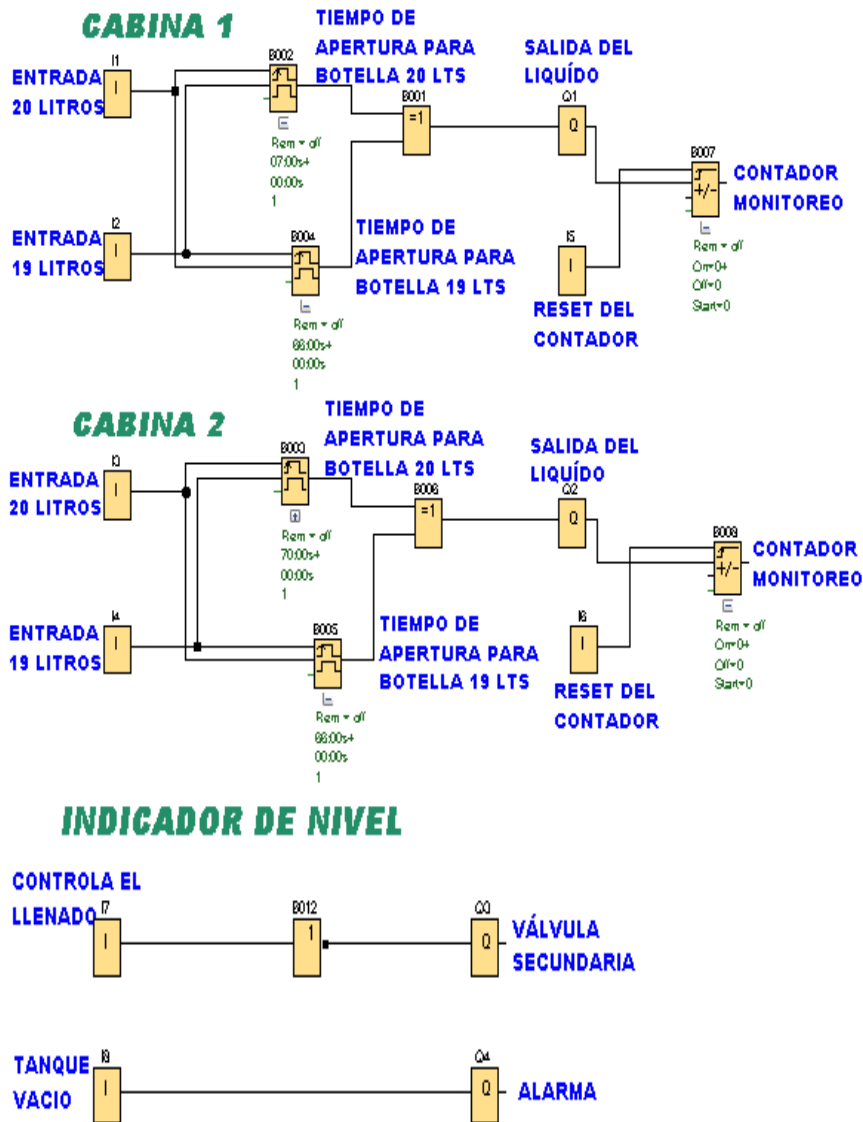 CABINA 1
TIEMPO DE
APERTURA PARA
BOTELLA 20 LTS
SALIDA DEL
LIQUÍDO
I1
B002
B001
Q1
ENTRADA
20 LITROS
I
=1
Q
Rem = off
07:00s+
00:00s
1
B007
+/-
CONTADOR
MONITOREO
Rem = off
On=0+
Off=0
Start=0
I2
ENTRADA
19 LITROS
I
B004
TIEMPO DE
APERTURA PARA
BOTELLA 19 LTS
I5
I
RESET DEL
CONTADOR
Rem = off
66:00s+
00:00s
1
CABINA 2
TIEMPO DE
APERTURA PARA
BOTELLA 20 LTS
SALIDA DEL
LIQUÍDO
I3
B003
B006
Q2
ENTRADA
20 LITROS
I
=1
Q
Rem = off
70:00s+
00:00s
1
+/-
CONTADOR
MONITOREO
Rem = off
On=0+
Off=0
Start=0
I4
ENTRADA
19 LITROS
I
B005
TIEMPO DE
APERTURA PARA
BOTELLA 19 LTS
I6
I
RESET DEL
CONTADOR
Rem = off
66:00s+
00:00s
1
INDICADOR DE NIVEL
CONTROLA EL
LLENADO
I7
I
B012
1
Q3
Q
VÁLVULA
SECUNDARIA
TANQUE
VACIO
I8
I
Q4
Q
ALARMA